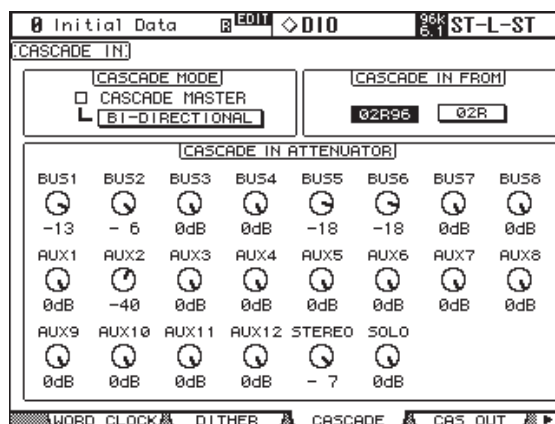 0 Initial Data R EDIT ◇DIO 96k 6.1 ST-L-ST
CASCADE IN
CASCADE MODE CASCADE IN FROM
CASCADE MASTER
BI-DIRECTIONAL 02R96 02R
CASCADE IN ATTENUATOR
BUS1 BUS2 BUS3 BUS4 BUS5 BUS6 BUS7 BUS8
-13 - 6 0dB 0dB -18 -18 0dB 0dB
AUX1 AUX2 AUX3 AUX4 AUX5 AUX6 AUX7 AUX8
0dB -40 0dB 0dB 0dB 0dB 0dB 0dB
AUX9 AUX10 AUX11 AUX12 STEREO SOLO
0dB 0dB 0dB 0dB - 7 0dB
WORD CLOCK DITHER CASCADE CAS OUT